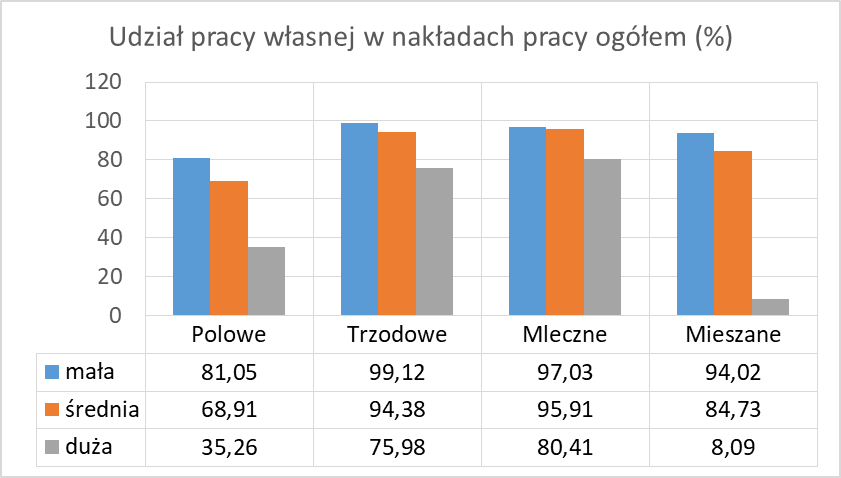 Udział pracy własnej w nakładach pracy ogółem (%)
120
100
80
60
40
20
0
Polowe Trzodowe Mleczne Mieszane
mała 81,05 99,12 97,03 94,02
średnia 68,91 94,38 95,91 84,73
duża 35,26 75,98 80,41 8,09